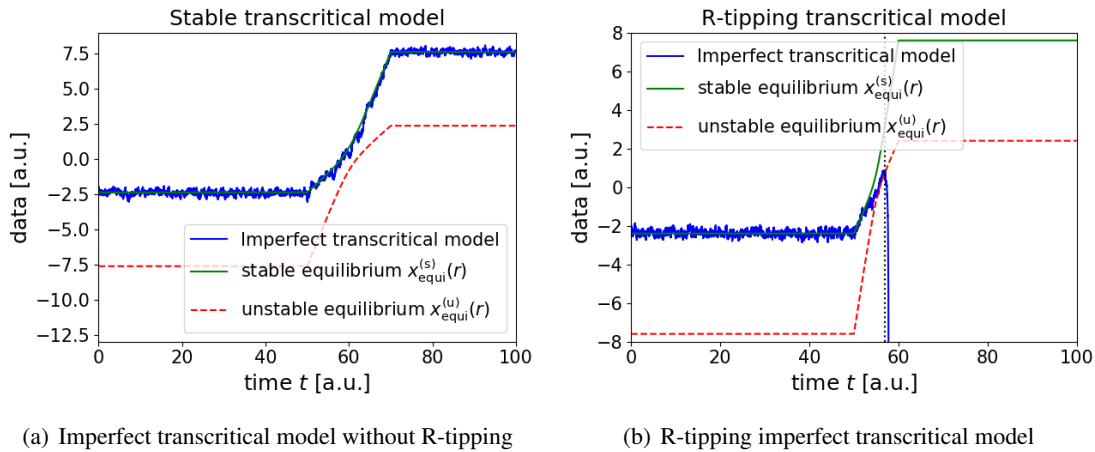 Stable transcritical model
data [a.u.]
7.5
5.0
2.5
0.0
−2.5
−5.0
−7.5
−10.0
−12.5
Imperfect transcritical model
stable equilibrium x_equi^(s)(r)
unstable equilibrium x_equi^(u)(r)
0 20 40 60 80 100
time t [a.u.]
(a) Imperfect transcritical model without R-tipping
R-tipping transcritical model
data [a.u.]
8
6
4
2
0
−2
−4
−6
−8
Imperfect transcritical model
stable equilibrium x_equi^(s)(r)
unstable equilibrium x_equi^(u)(r)
0 20 40 60 80 100
time t [a.u.]
(b) R-tipping imperfect transcritical model